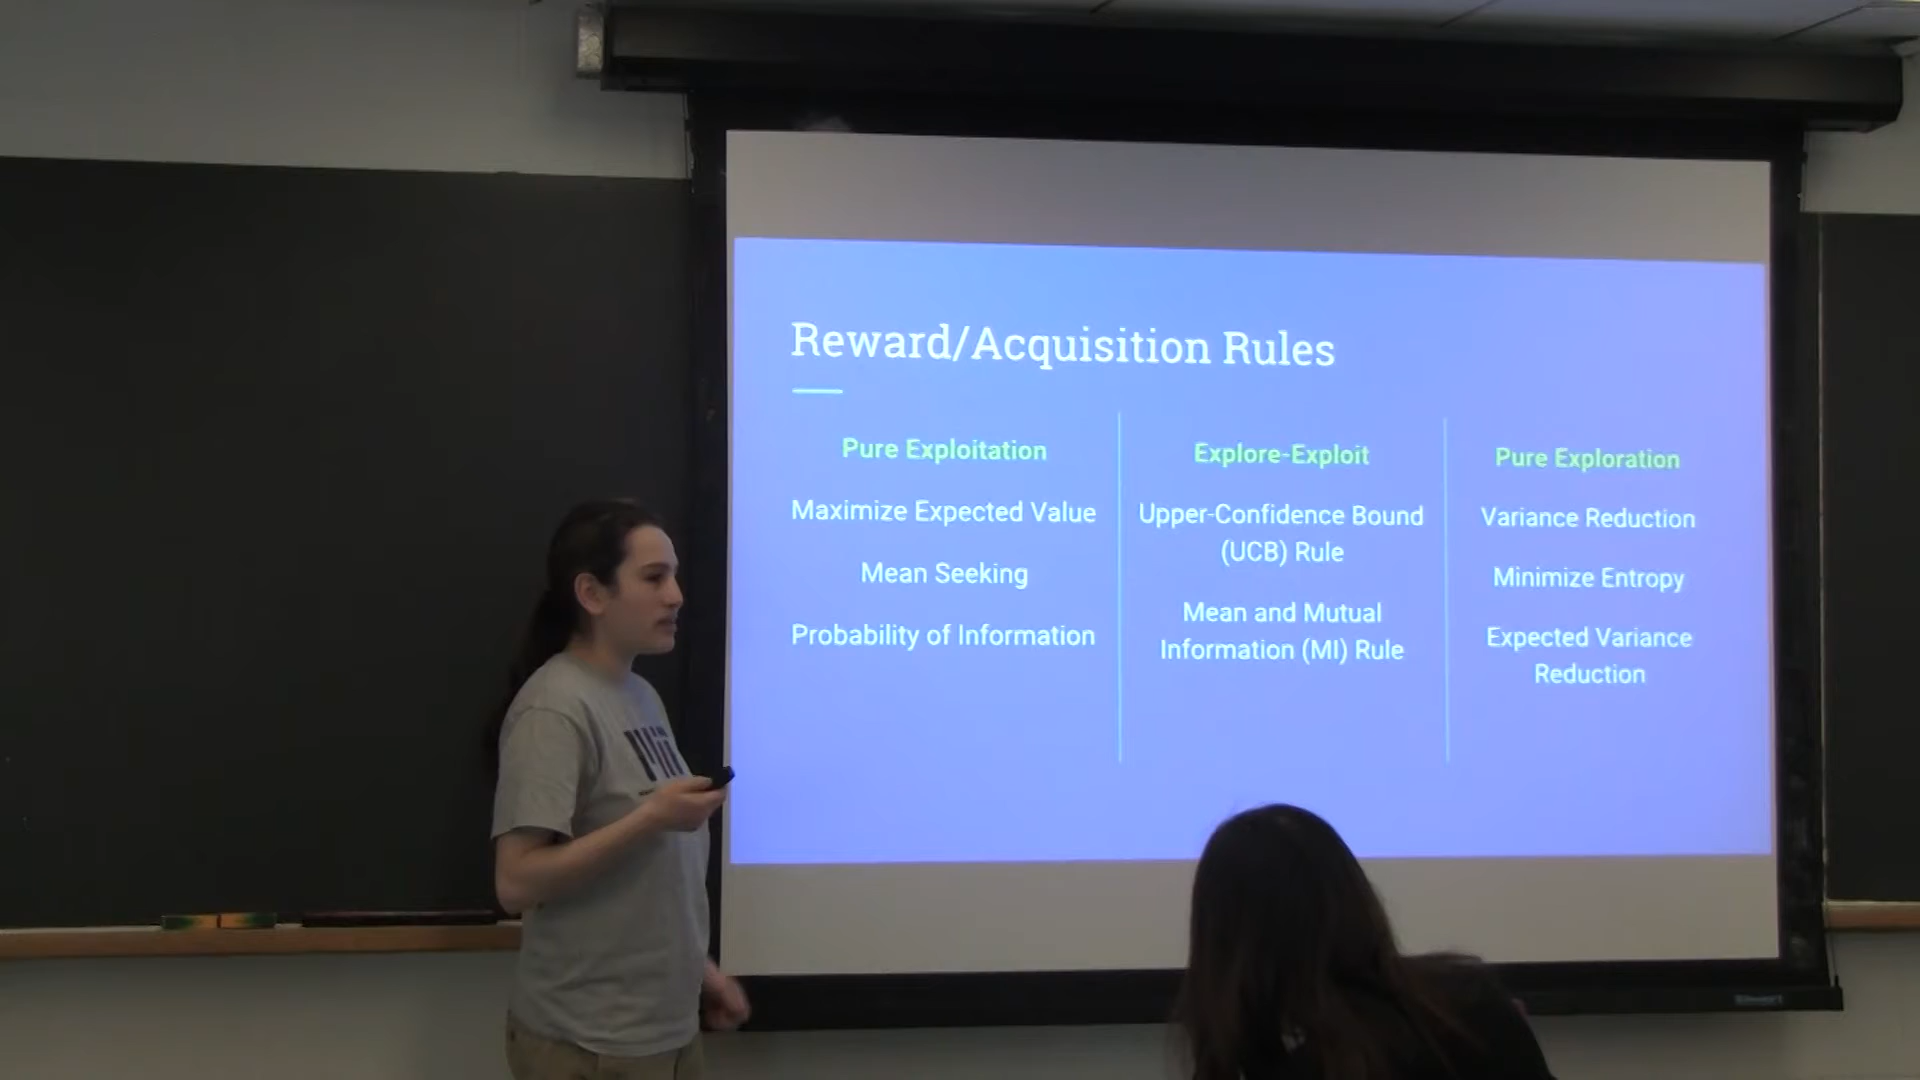 Reward/Acquisition Rules
Pure Exploitation
Maximize Expected Value
Mean Seeking
Probability of Information
Explore-Exploit
Upper-Confidence Bound
(UCB) Rule
Mean and Mutual
Information (MI) Rule
Pure Exploration
Variance Reduction
Minimize Entropy
Expected Variance
Reduction